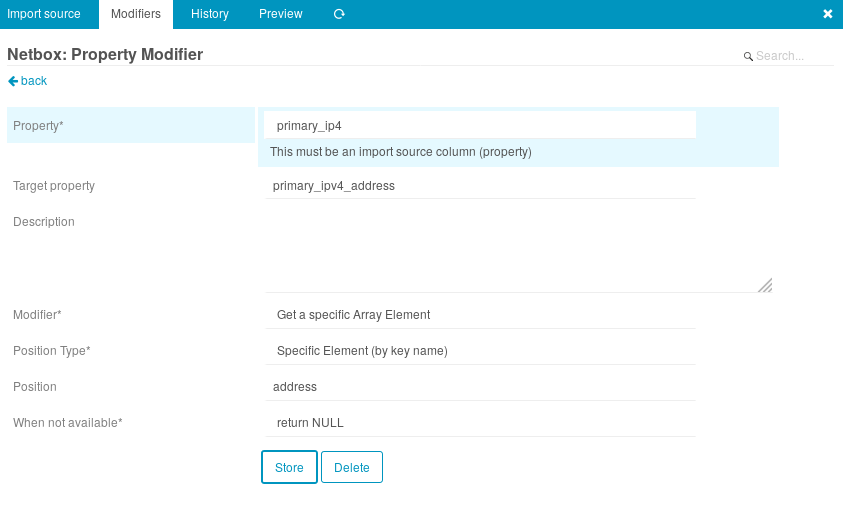 Import source Modifiers History Preview
Netbox: Property Modifier
Search...
back
Property* primary_ip4
This must be an import source column (property)
Target property primary_ipv4_address
Description
Modifier* Get a specific Array Element
Position Type* Specific Element (by key name)
Position address
When not available* return NULL
Store Delete